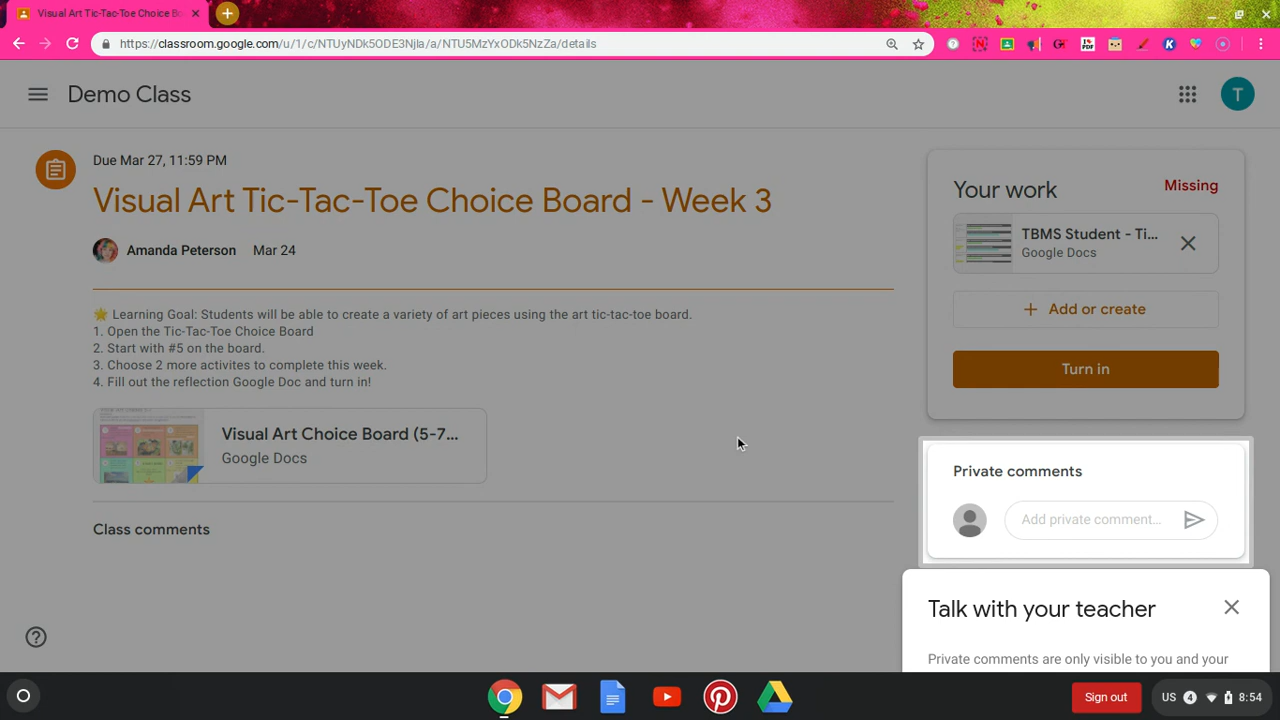 Visual Art Tic-Tac-Toe Choice Bo
https://classroom.google.com/u/1/c/NTUyNDk5ODE3Njla/a/NTU5MzYxODk5NzZa/details
Demo Class
T
Due Mar 27, 11:59 PM
Visual Art Tic-Tac-Toe Choice Board - Week 3
Amanda Peterson Mar 24
🌟 Learning Goal: Students will be able to create a variety of art pieces using the art tic-tac-toe board.
1. Open the Tic-Tac-Toe Choice Board
2. Start with #5 on the board.
3. Choose 2 more activites to complete this week.
4. Fill out the reflection Google Doc and turn in!
Visual Art Choice Board (5-7...
Google Docs
Class comments
Your work Missing
TBMS Student - Ti...
Google Docs
+ Add or create
Turn in
Private comments
Add private comment...
Talk with your teacher
Private comments are only visible to you and your
Sign out US 4 8:54